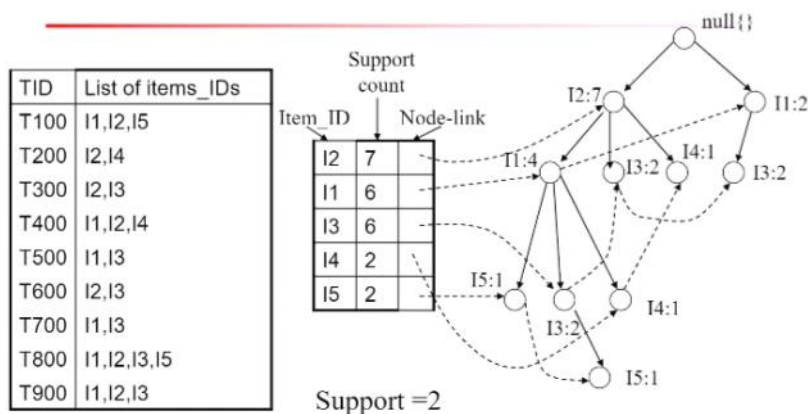 TID List of items_IDs
T100 I1,I2,I5
T200 I2,I4
T300 I2,I3
T400 I1,I2,I4
T500 I1,I3
T600 I2,I3
T700 I1,I3
T800 I1,I2,I3,I5
T900 I1,I2,I3
Support
count
Item_ID Node-link
I2 7
I1 6
I3 6
I4 2
I5 2
Support =2
null{}
I2:7 I1:2
I1:4 I3:2 I4:1 I3:2
I5:1 I3:2 I4:1
I5:1